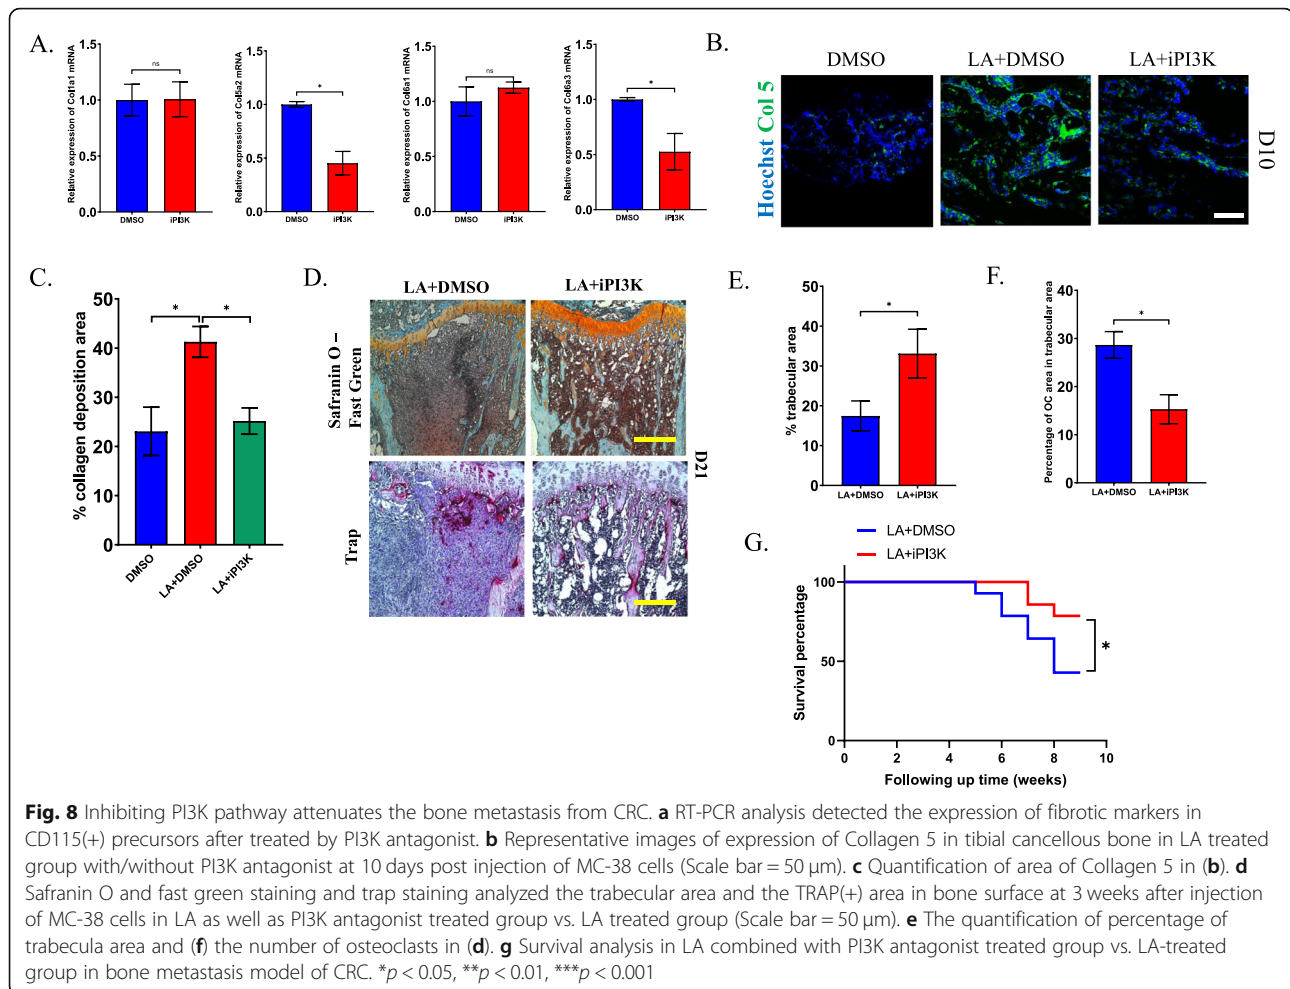 A.
Relative expression of Col1a1 mRNA
1.5
1.0
0.5
0.0
ns
DMSO
iPI3K
Relative expression of Col5a2 mRNA
1.5
1.0
0.5
0.0
*
DMSO
iPI3K
Relative expression of Col6a1 mRNA
1.5
1.0
0.5
0.0
ns
DMSO
iPI3K
Relative expression of Col6a3 mRNA
1.5
1.0
0.5
0.0
*
DMSO
iPI3K
B.
DMSO
LA+DMSO
LA+iPI3K
Hoechst Col 5
D10
C.
% collagen deposition area
50
40
30
20
10
0
*
*
DMSO
LA+DMSO
LA+iPI3K
D.
LA+DMSO
LA+iPI3K
Safranin O –
Fast Green
Trap
D21
E.
% trabecular area
50
40
30
20
10
0
*
LA+DMSO
LA+iPI3K
F.
Percentage of OC area in trabecular area
40
30
20
10
0
*
LA+DMSO
LA+iPI3K
G.
LA+DMSO
LA+iPI3K
Survival percentage
100
50
0
*
0
2
4
6
8
10
Following up time (weeks)
Fig. 8 Inhibiting PI3K pathway attenuates the bone metastasis from CRC. a RT-PCR analysis detected the expression of fibrotic markers in
CD115(+) precursors after treated by PI3K antagonist. b Representative images of expression of Collagen 5 in tibial cancellous bone in LA treated
group with/without PI3K antagonist at 10 days post injection of MC-38 cells (Scale bar = 50 μm). c Quantification of area of Collagen 5 in (b). d
Safranin O and fast green staining and trap staining analyzed the trabecular area and the TRAP(+) area in bone surface at 3 weeks after injection
of MC-38 cells in LA as well as PI3K antagonist treated group vs. LA treated group (Scale bar = 50 μm). e The quantification of percentage of
trabecula area and (f) the number of osteoclasts in (d). g Survival analysis in LA combined with PI3K antagonist treated group vs. LA-treated
group in bone metastasis model of CRC. *p < 0.05, **p < 0.01, ***p < 0.001